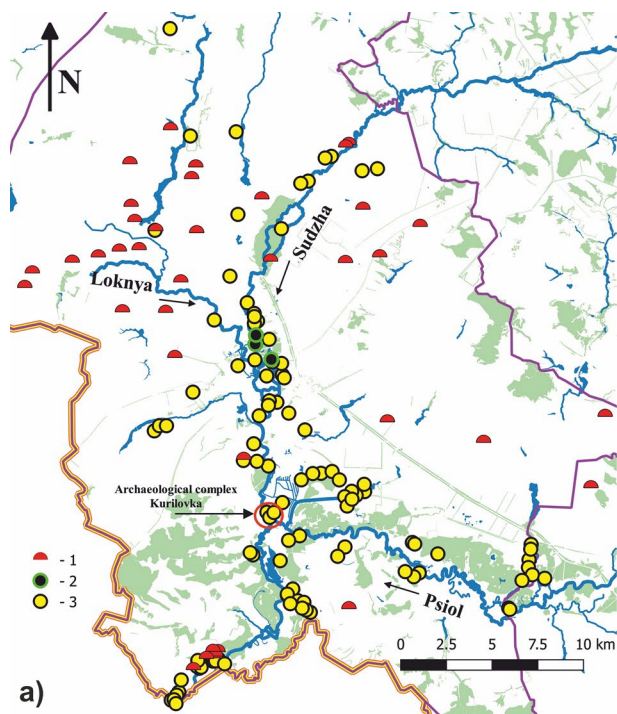 N
Sudzha
Loknya
Archaeological complex
Kurilovka
- 1
- 2
- 3
Psiol
0 2.5 5 7.5 10 km
a)